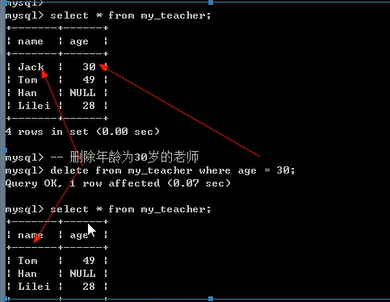 mysql>
mysql> select * from my_teacher;
+-------+------+
| name | age |
+-------+------+
| Jack | 30 |
| Tom | 49 |
| Han | NULL |
| Lilei | 28 |
+-------+------+
4 rows in set (0.00 sec)
mysql> -- 删除年龄为30岁的老师
mysql> delete from my_teacher where age = 30;
Query OK, 1 row affected (0.07 sec)
mysql> select * from my_teacher;
+-------+------+
| name | age |
+-------+------+
| Tom | 49 |
| Han | NULL |
| Lilei | 28 |